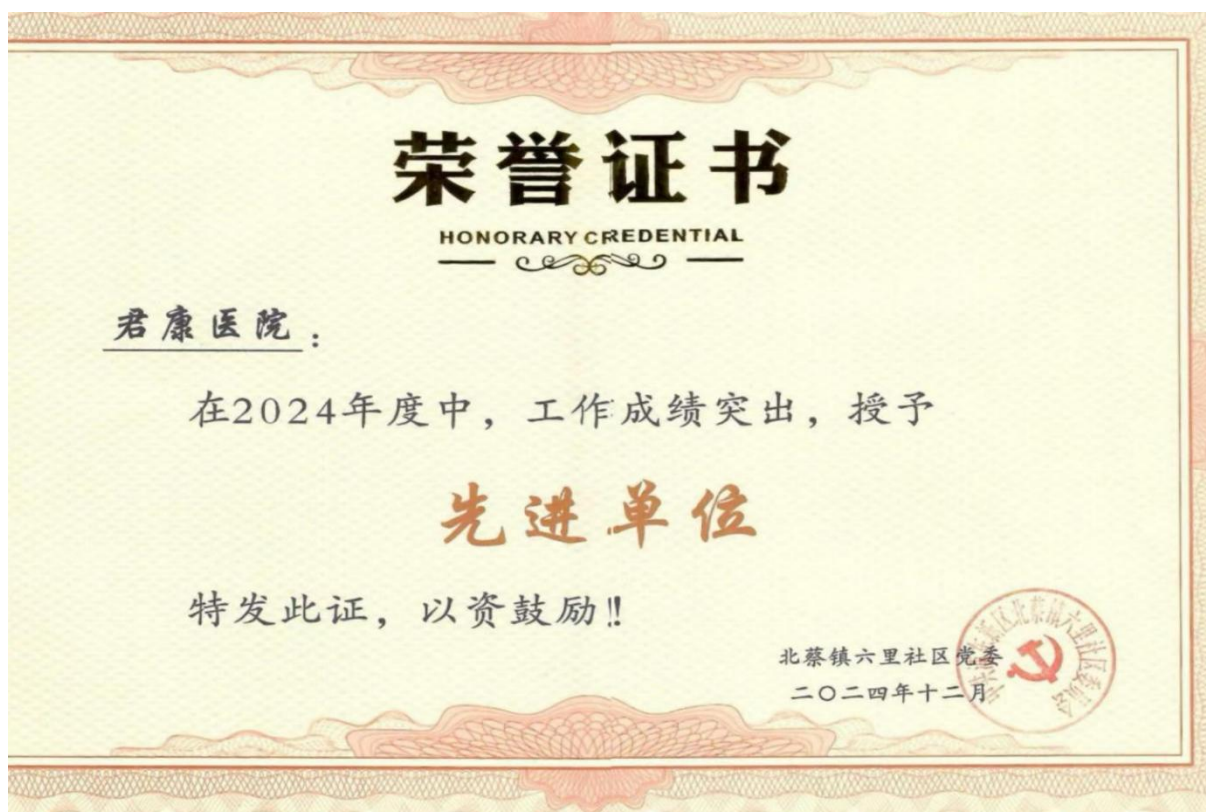 荣誉证书
HONORARY CREDENTIAL
君康医院：
在2024年度中，工作成绩突出，授予
先进单位
特发此证，以资鼓励!!
北蔡镇六里社区党委
二〇二四年十二月